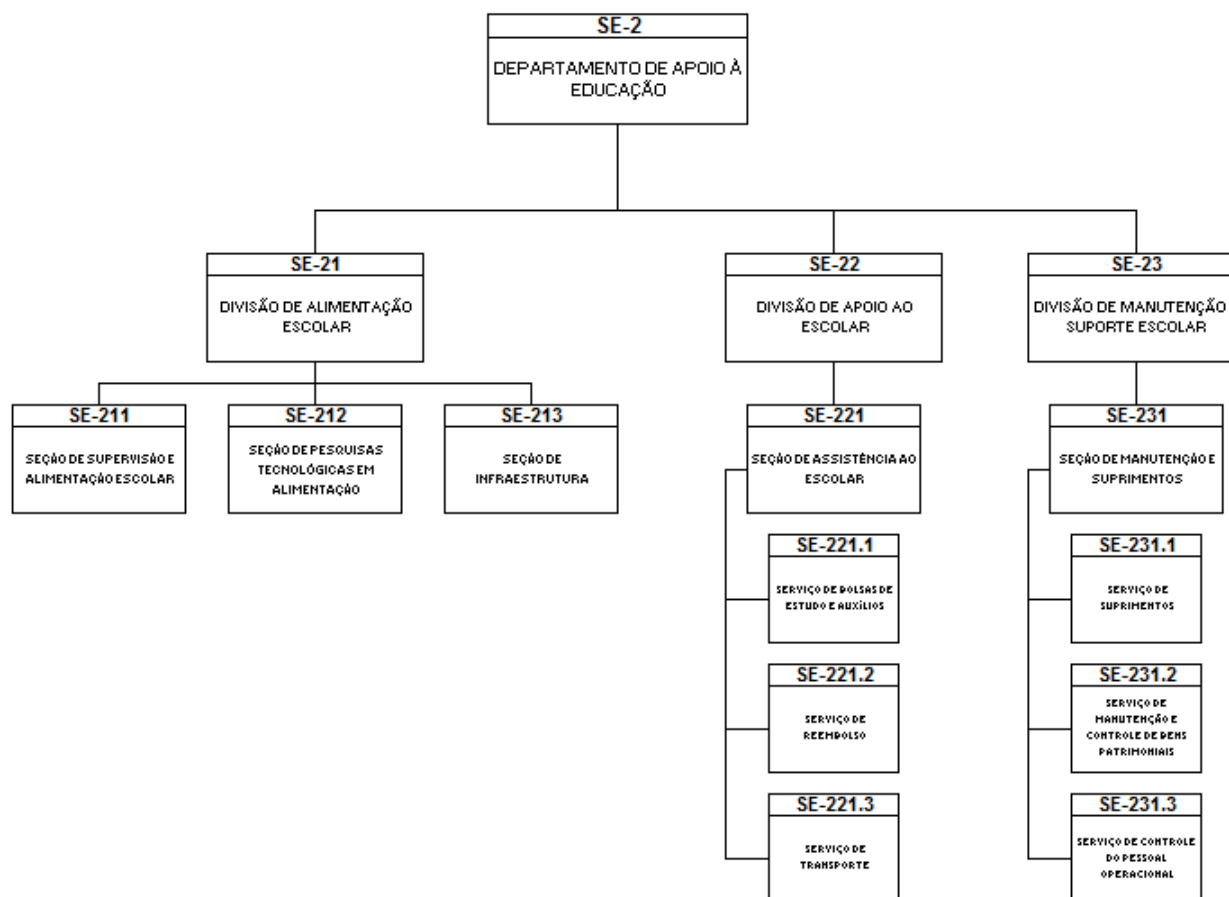 SE-2
DEPARTAMENTO DE APOIO À
EDUCAÇÃO
SE-21
DIVISÃO DE ALIMENTAÇÃO
ESCOLAR
SE-22
DIVISÃO DE APOIO AO
ESCOLAR
SE-23
DIVISÃO DE MANUTENÇÃO
SUPORTE ESCOLAR
SE-211
SEÇÃO DE SUPERVISÃO E
ALIMENTAÇÃO ESCOLAR
SE-212
SEÇÃO DE PESQUISAS
TECNOLÓGICAS EM
ALIMENTAÇÃO
SE-213
SEÇÃO DE
INFRAESTRUTURA
SE-221
SEÇÃO DE ASSISTÊNCIA AO
ESCOLAR
SE-231
SEÇÃO DE MANUTENÇÃO E
SUPRIMENTOS
SE-221.1
SERVIÇO DE BOLSAS DE
ESTUDO E AUXÍLIOS
SE-231.1
SERVIÇO DE
SUPRIMENTOS
SE-221.2
SERVIÇO DE
REEMBOLSO
SE-231.2
SERVIÇO DE
MANUTENÇÃO E
CONTROLE DE BENS
PATRIMONIAIS
SE-221.3
SERVIÇO DE
TRANSPORTE
SE-231.3
SERVIÇO DE CONTROLE
DO PESSOAL
OPERACIONAL